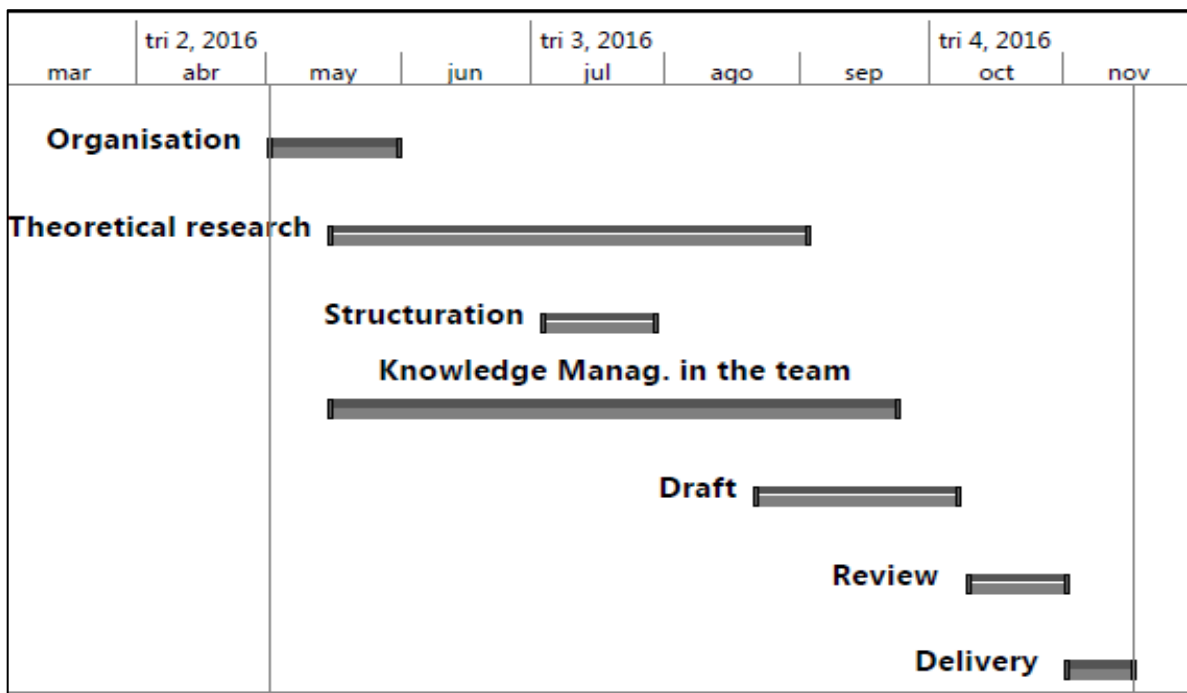 tri 2, 2016 tri 3, 2016 tri 4, 2016
mar abr may jun jul ago sep oct nov
Organisation
Theoretical research
Structuration
Knowledge Manag. in the team
Draft
Review
Delivery